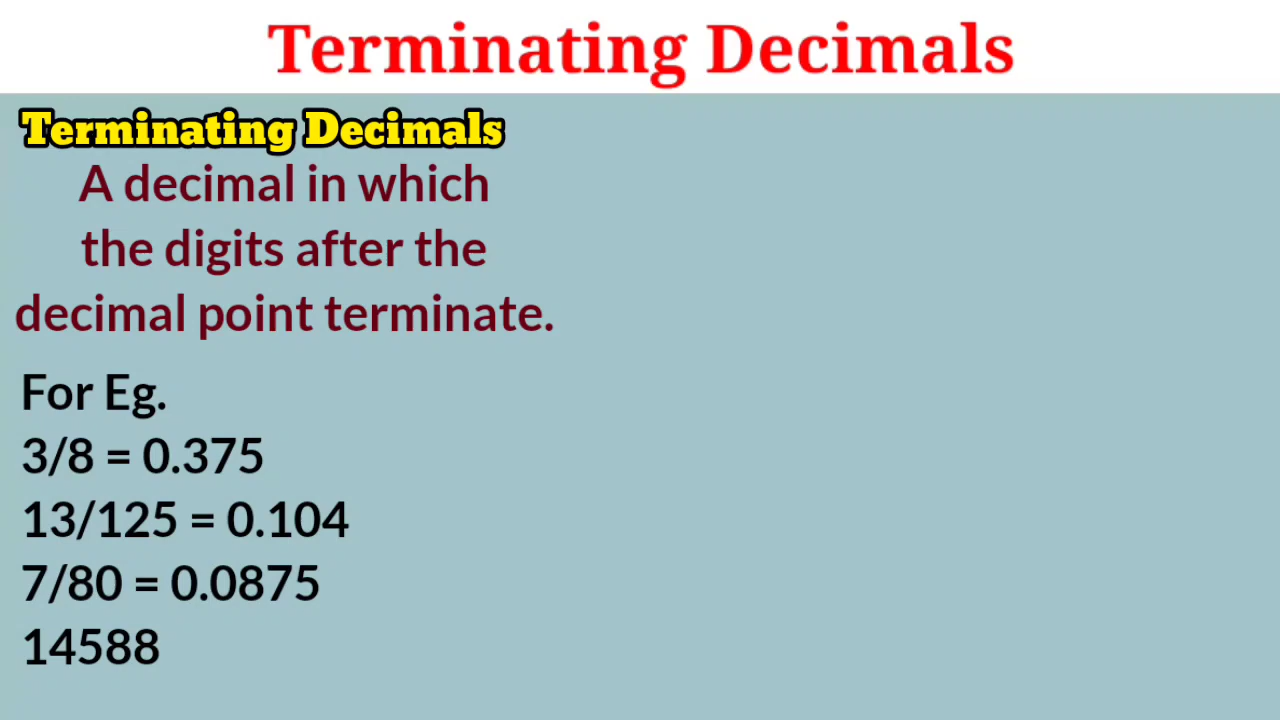 Terminating Decimals
Terminating Decimals
A decimal in which
the digits after the
decimal point terminate.
For Eg.
3/8 = 0.375
13/125 = 0.104
7/80 = 0.0875
14588